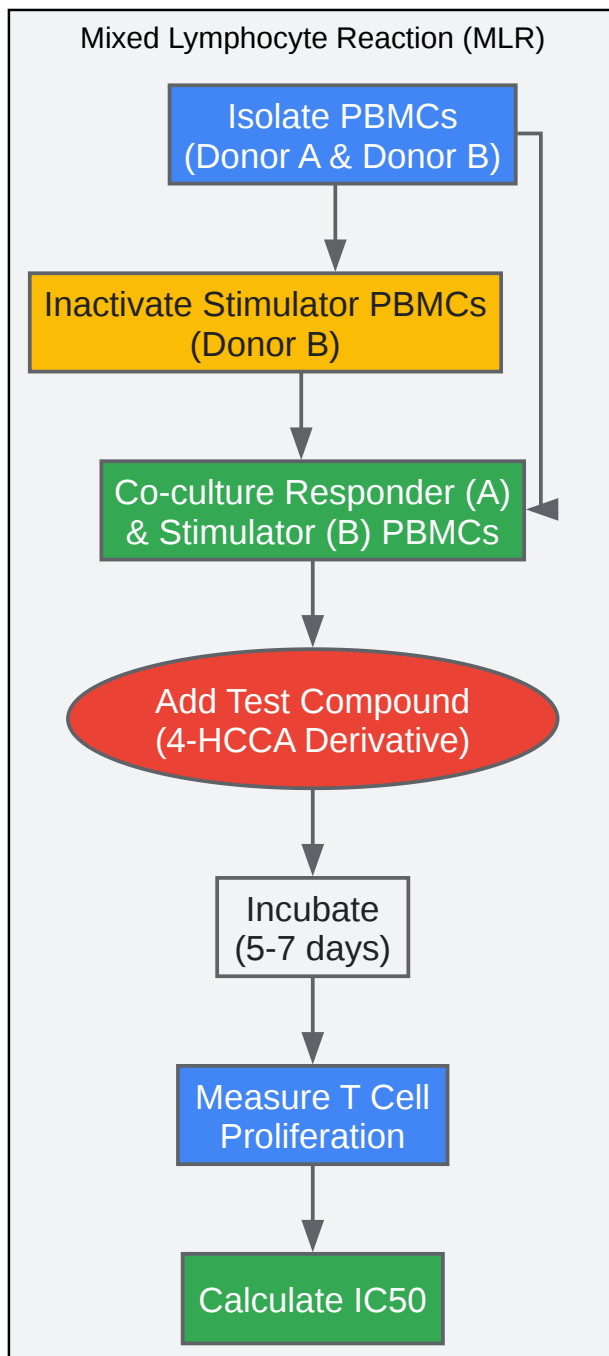 Mixed Lymphocyte Reaction (MLR)
Isolate PBMCs
(Donor A & Donor B)
Inactivate Stimulator PBMCs
(Donor B)
Co-culture Responder (A)
& Stimulator (B) PBMCs
Add Test Compound
(4-HCCA Derivative)
Incubate
(5-7 days)
Measure T Cell
Proliferation
Calculate IC50